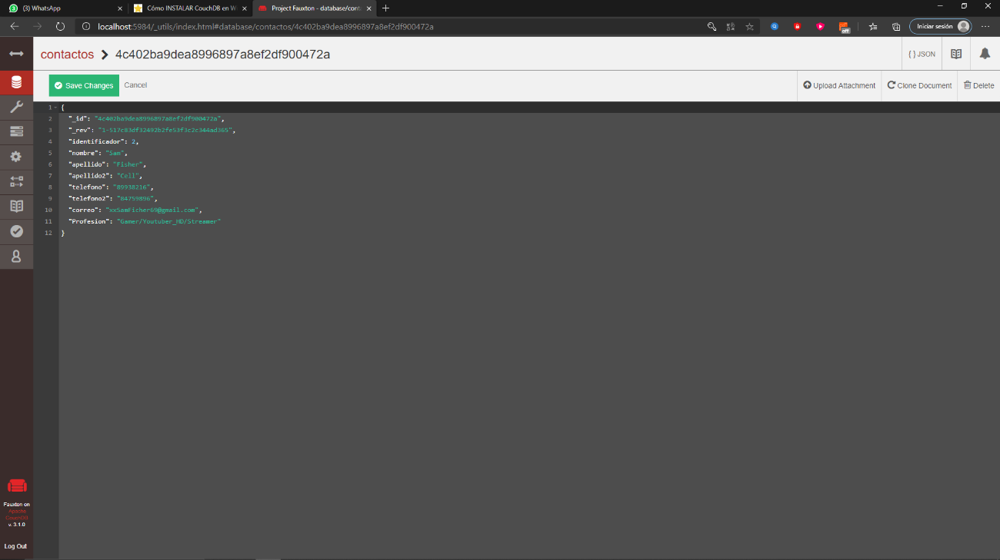 (3) WhatsApp
Cómo INSTALAR CouchDB en W
Project Fauxton - database/cont
localhost:5984/_utils/index.html#database/contactos/4c402ba9dea8996897a8ef2df900472a
off
Iniciar sesión
contactos > 4c402ba9dea8996897a8ef2df900472a
{ } JSON
Save Changes
Cancel
Upload Attachment
Clone Document
Delete
1 {
2 "_id": "4c402ba9dea8996897a8ef2df900472a",
3 "_rev": "1-517c83df32492b2fe53f3c2c344ad365",
4 "identificador": 2,
5 "nombre": "Sam",
6 "apellido": "Fisher",
7 "apellido2": "Cell",
8 "telefono": "89938216",
9 "telefono2": "84759896",
10 "correo": "xxSamFicher69@gmail.com",
11 "Profesion": "Gamer/Youtuber_HD/Streamer"
12 }
Fauxton on
Apache
CouchDB
v. 3.1.0
Log Out